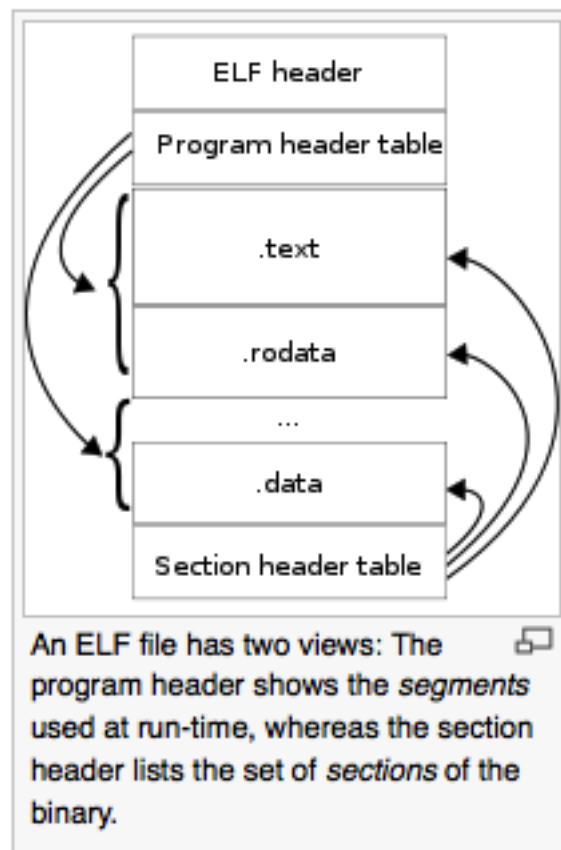 ELF header
Program header table
.text
.rodata
...
.data
Section header table
An ELF file has two views: The
program header shows the segments
used at run-time, whereas the section
header lists the set of sections of the
binary.